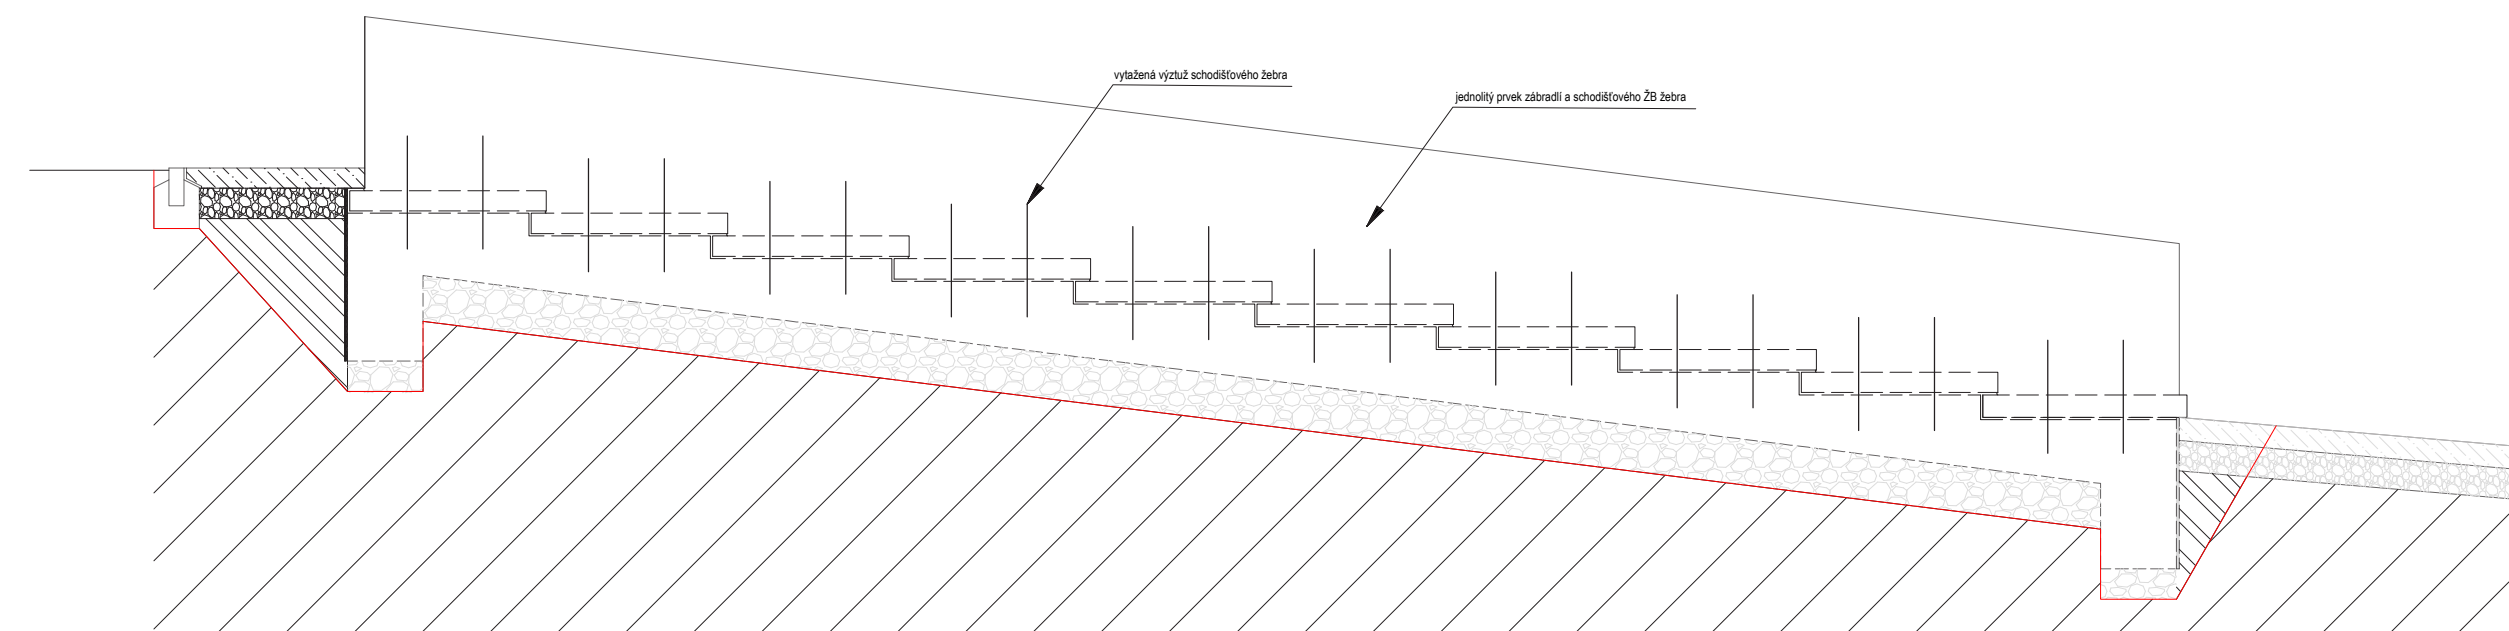 vytažená výztuž schodišťového žebra
jednolitý prvek zábradlí a schodišťového ŽB žebra